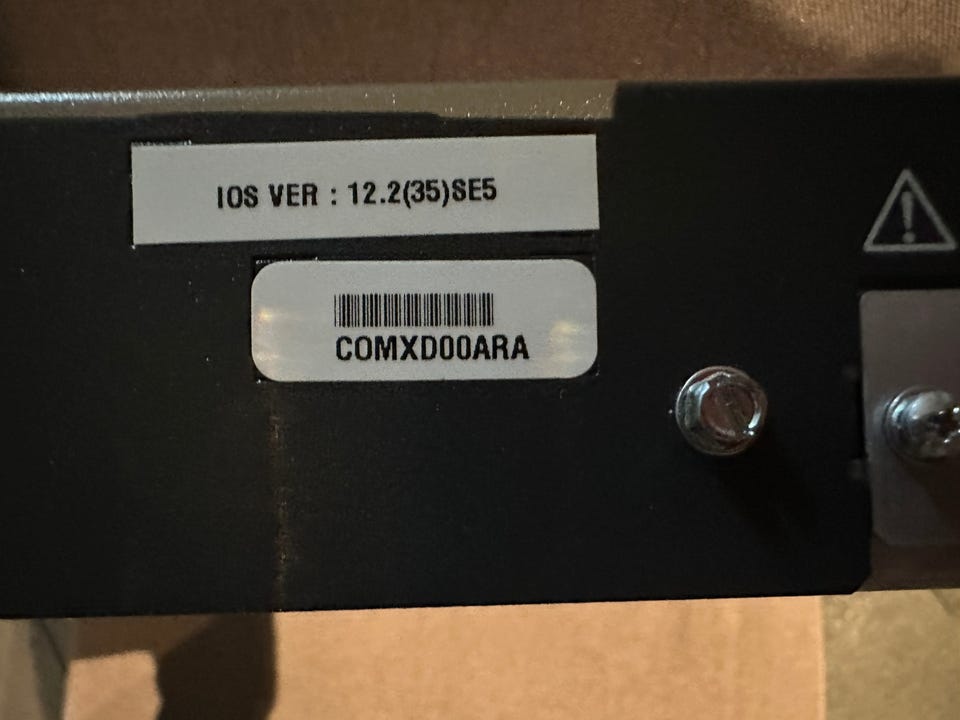 IOS VER : 12.2(35)SE5
COMXD00ARA